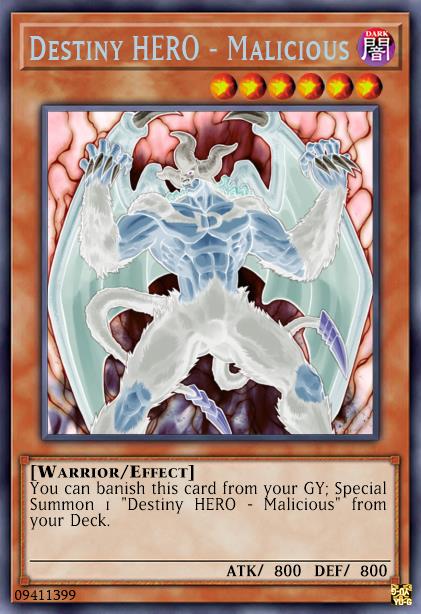 Destiny HERO - Malicious
DARK
闇
[Warrior/Effect]
You can banish this card from your GY; Special
Summon 1 "Destiny HERO - Malicious" from
your Deck.
ATK/ 800 DEF/ 800
09411399